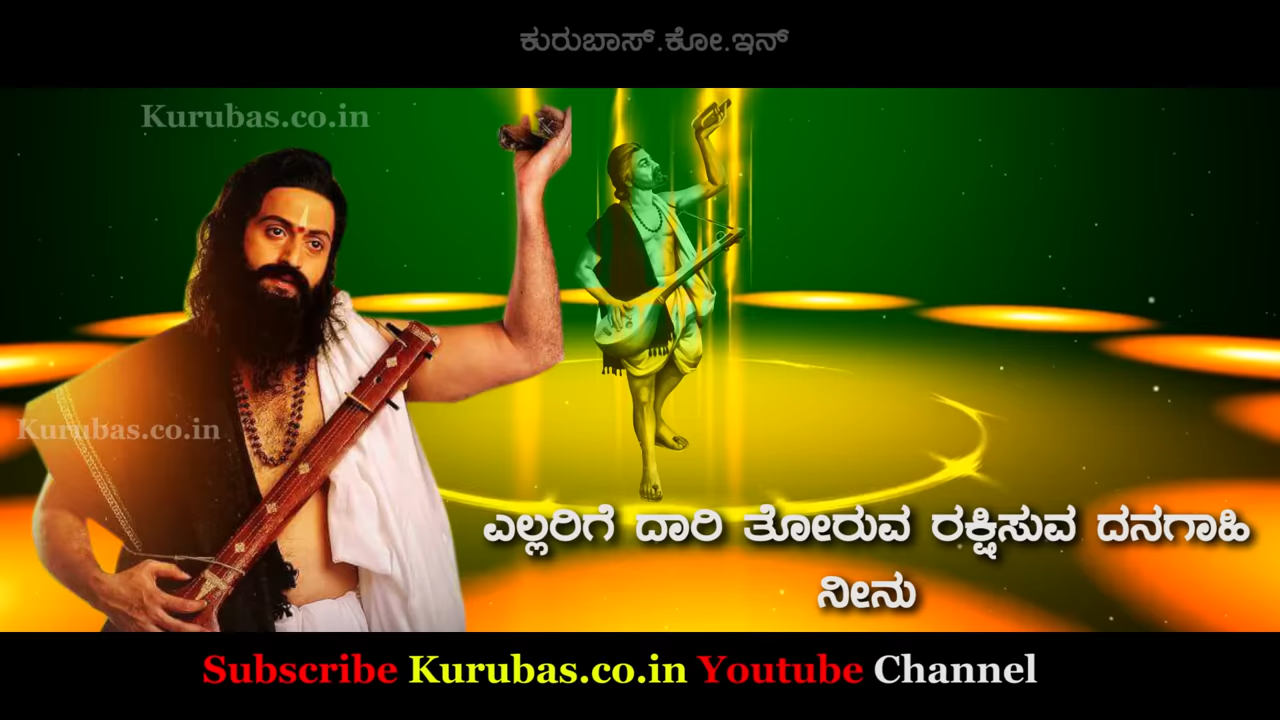 ಕುರುಬಾಸ್.ಕೋ.ಇನ್
Kurubas.co.in
Kurubas.co.in
ಎಲ್ಲರಿಗೆ ದಾರಿ ತೋರುವ ರಕ್ಷಿಸುವ ದನಗಾಹಿ
ನೀನು
Subscribe Kurubas.co.in Youtube Channel